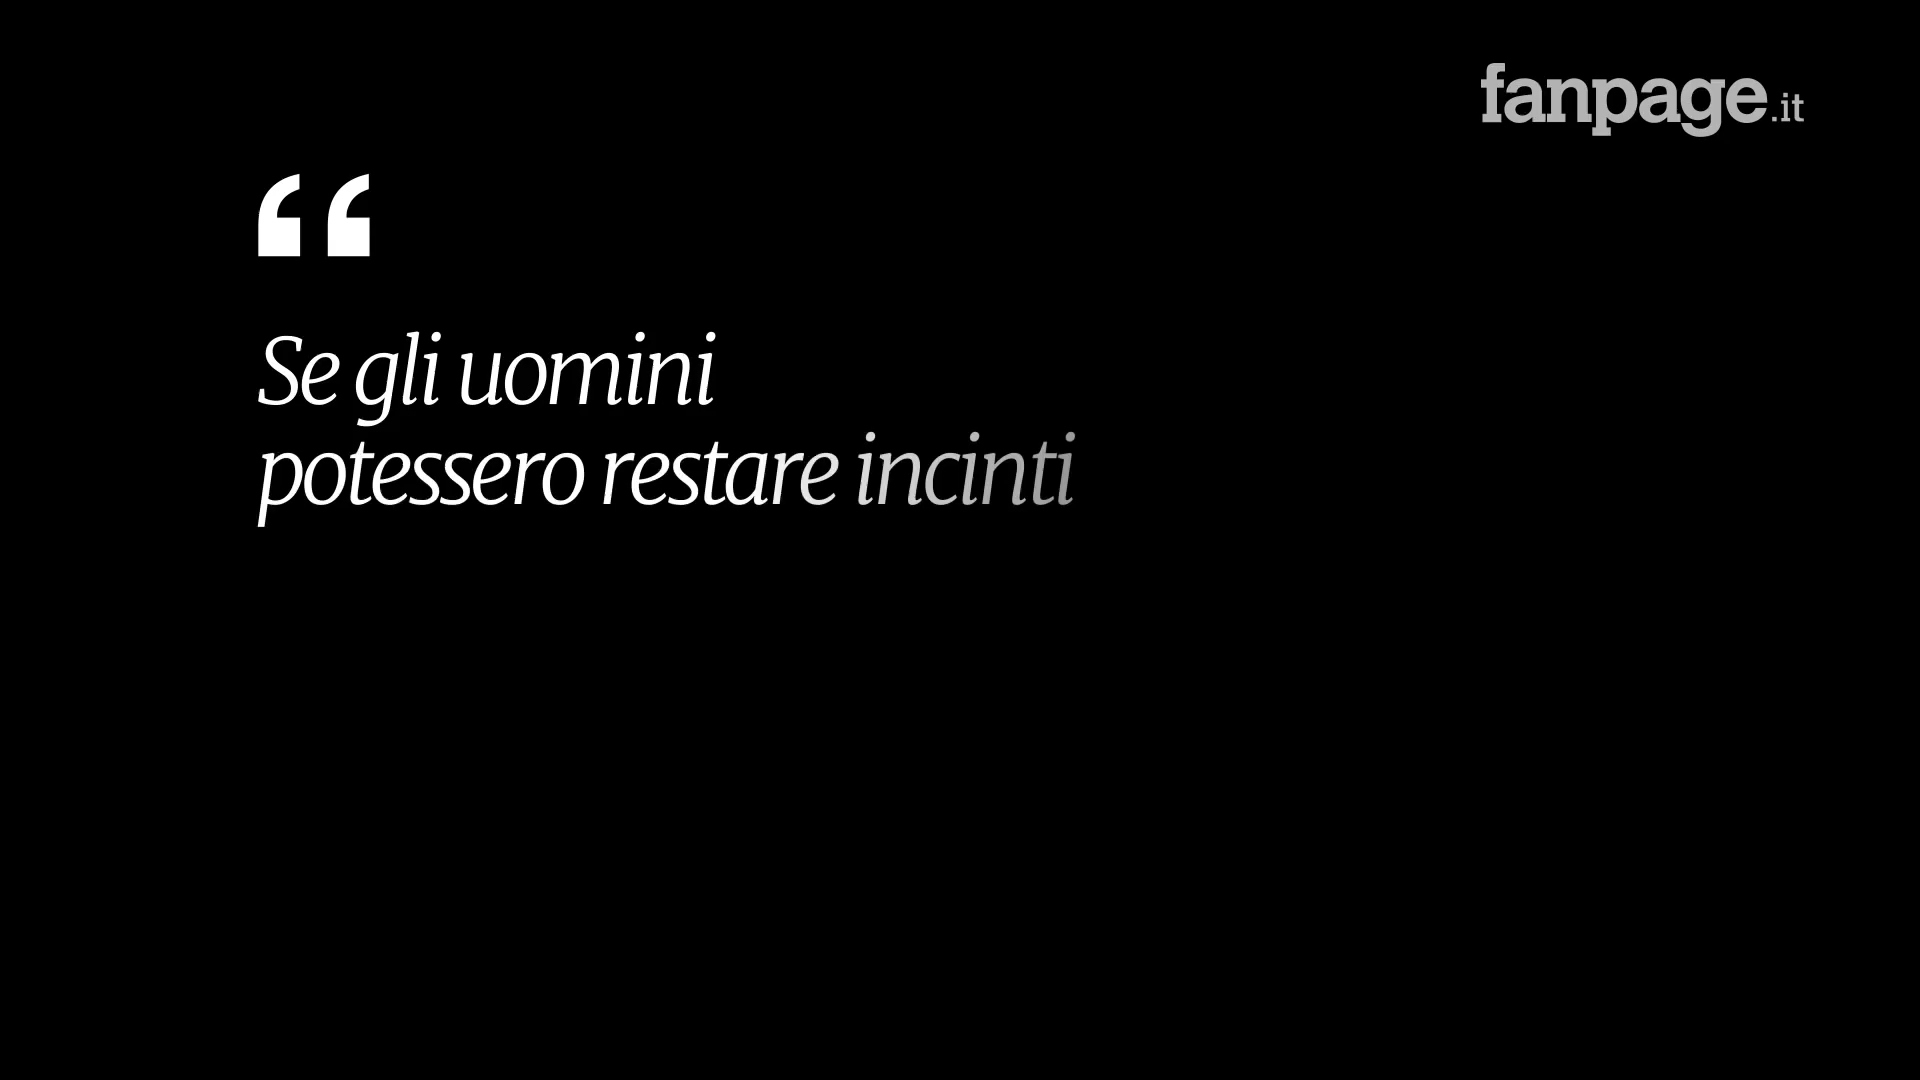 fanpage.it
“
Se gli uomini
potessero restare incinti